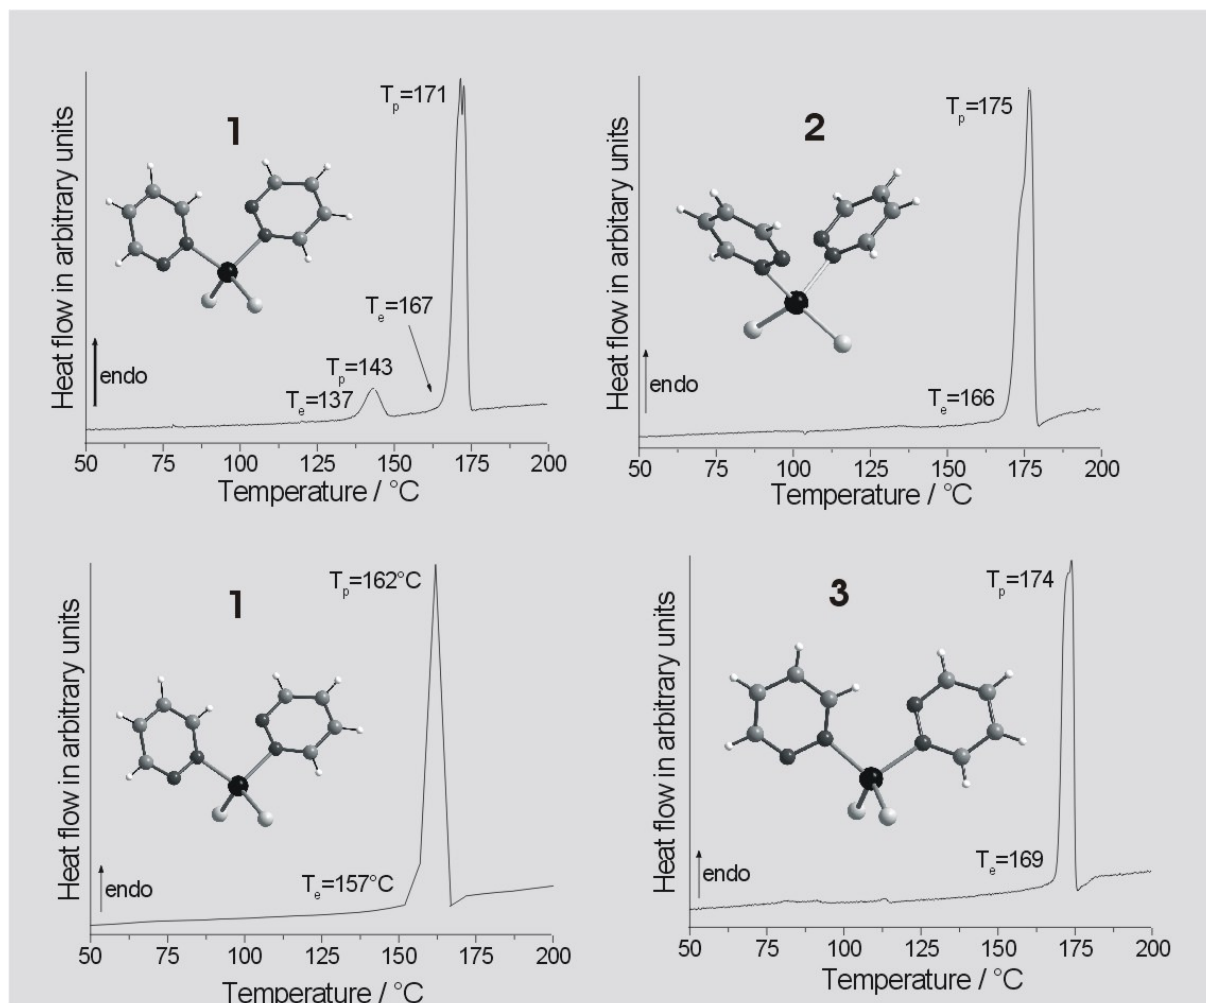 Heat flow in arbitrary units
1
T_p=171
T_e=167
T_p=143
T_e=137
endo
50 75 100 125 150 175 200
Temperature / °C
Heat flow in arbitary units
2
T_p=175
T_e=166
endo
50 75 100 125 150 175 200
Temperature / °C
Heat flow in arbitrary units
1
T_p=162°C
T_e=157°C
endo
50 75 100 125 150 175 200
Temperature / °C
Heat flow in arbitrary units
3
T_p=174
T_e=169
endo
50 75 100 125 150 175 200
Temperature / °C